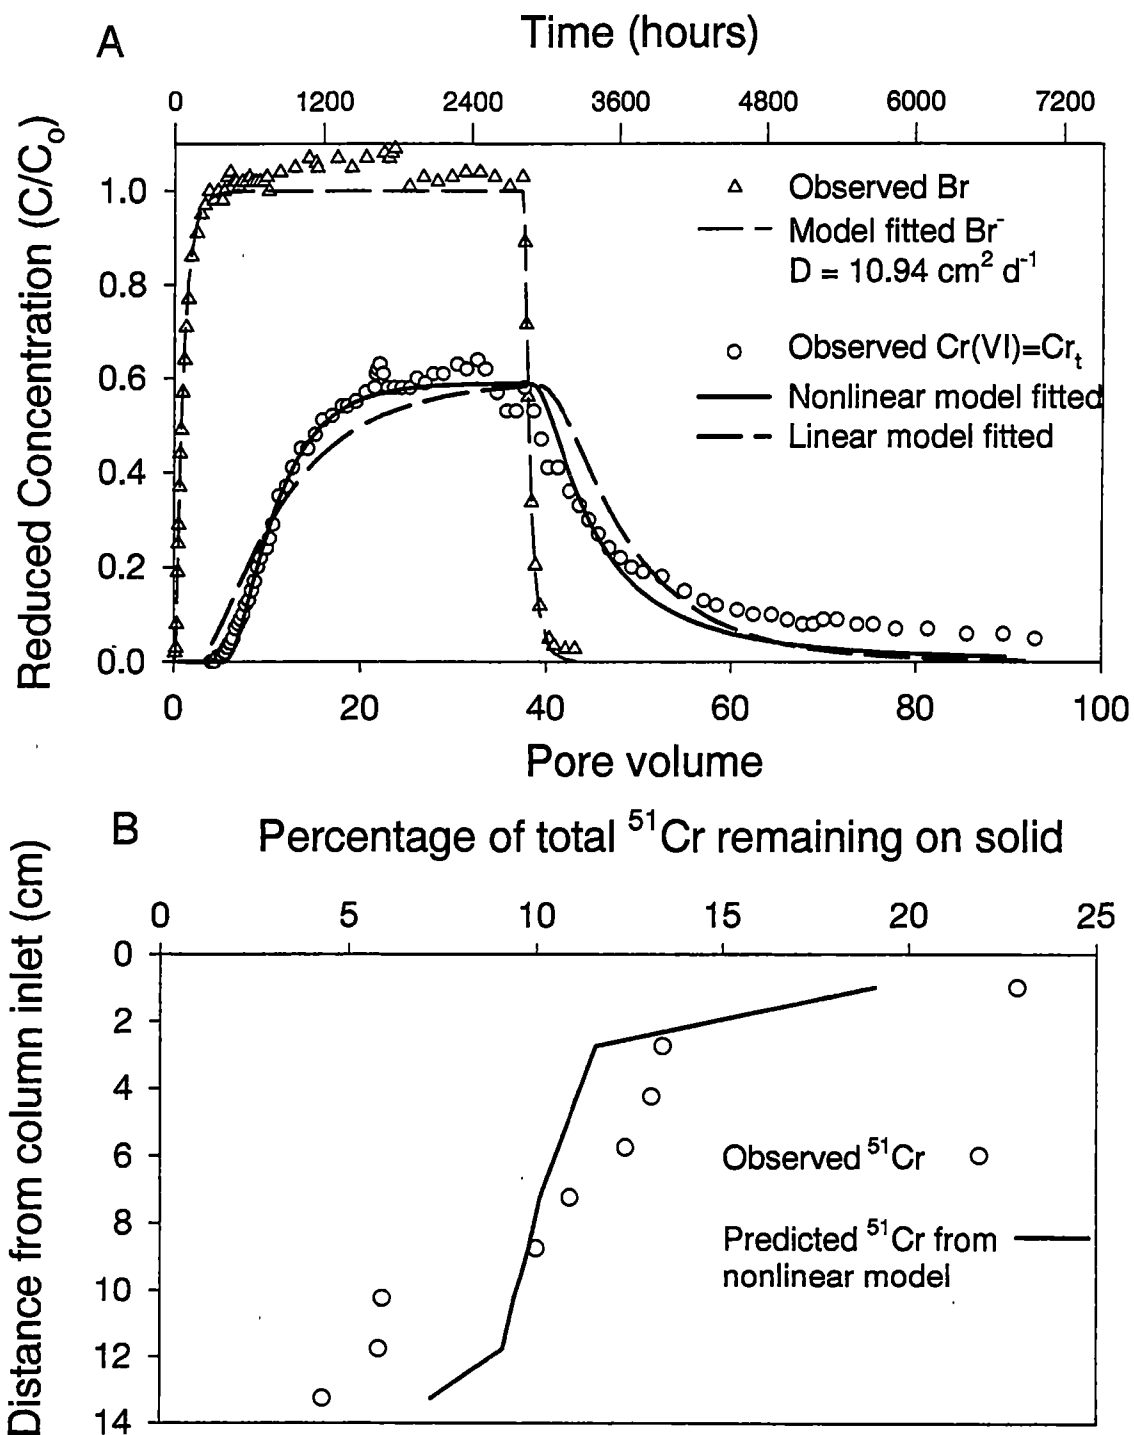 A
Time (hours)
0 1200 2400 3600 4800 6000 7200
Reduced Concentration (C/C₀)
1.0
0.8
0.6
0.4
0.2
0.0
Observed Br
Model fitted Br⁻
D = 10.94 cm² d⁻¹
Observed Cr(VI)=Crₜ
Nonlinear model fitted
Linear model fitted
0 20 40 60 80 100
Pore volume
B
Percentage of total ⁵¹Cr remaining on solid
0 5 10 15 20 25
Distance from column inlet (cm)
0
2
4
6
8
10
12
14
Observed ⁵¹Cr
Predicted ⁵¹Cr from
nonlinear model